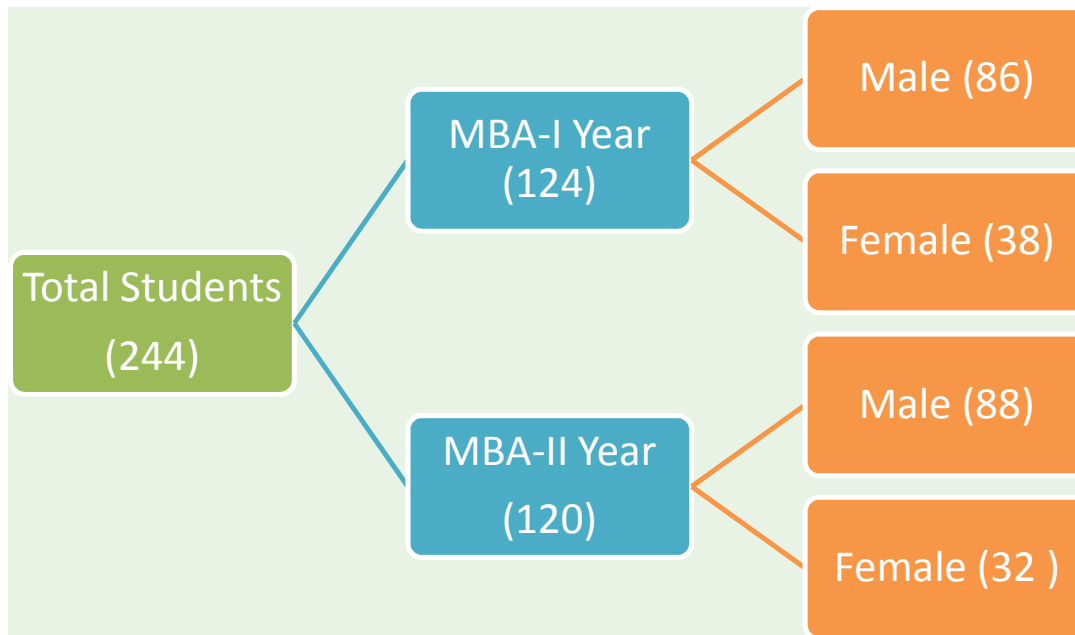 Total Students
(244)
MBA-I Year
(124)
Male (86)
Female (38)
MBA-II Year
(120)
Male (88)
Female (32 )